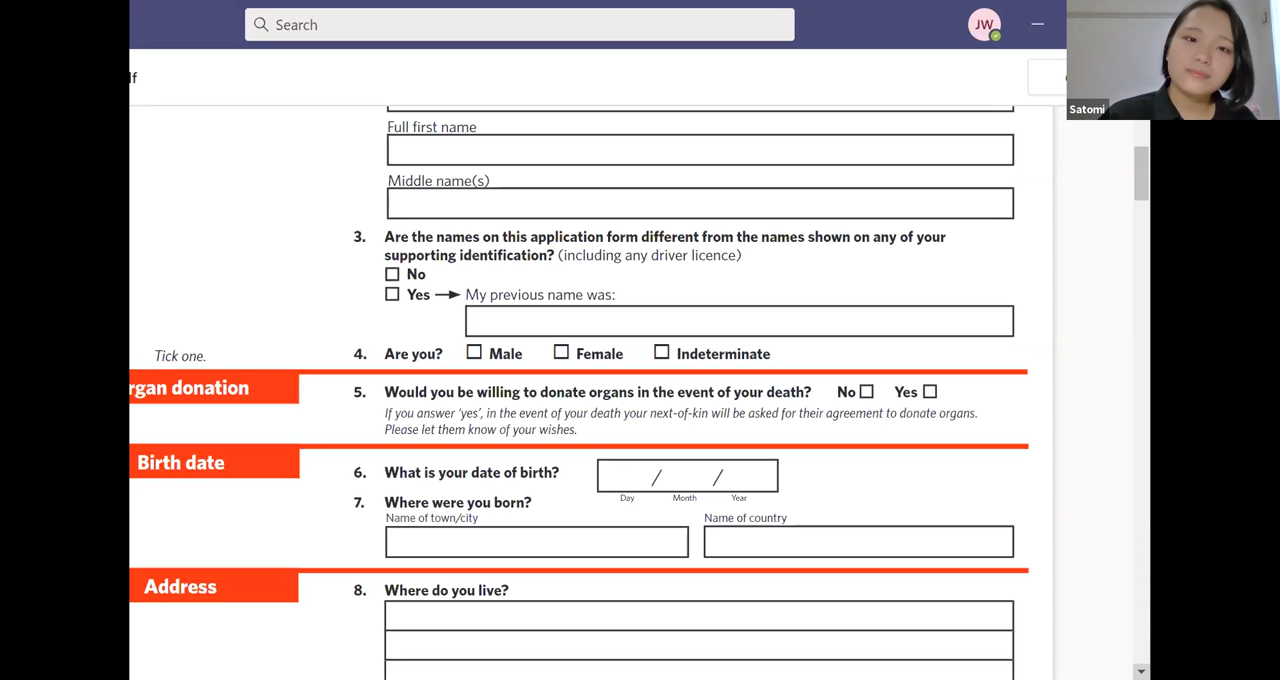 Search
JW
lf
Satomi
Full first name
Middle name(s)
3. Are the names on this application form different from the names shown on any of your
supporting identification? (including any driver licence)
No
Yes My previous name was:
Tick one.
4. Are you? Male Female Indeterminate
rgan donation
5. Would you be willing to donate organs in the event of your death? No Yes
If you answer ‘yes’, in the event of your death your next-of-kin will be asked for their agreement to donate organs.
Please let them know of your wishes.
Birth date
6. What is your date of birth? / /
Day Month Year
7. Where were you born?
Name of town/city Name of country
Address
8. Where do you live?